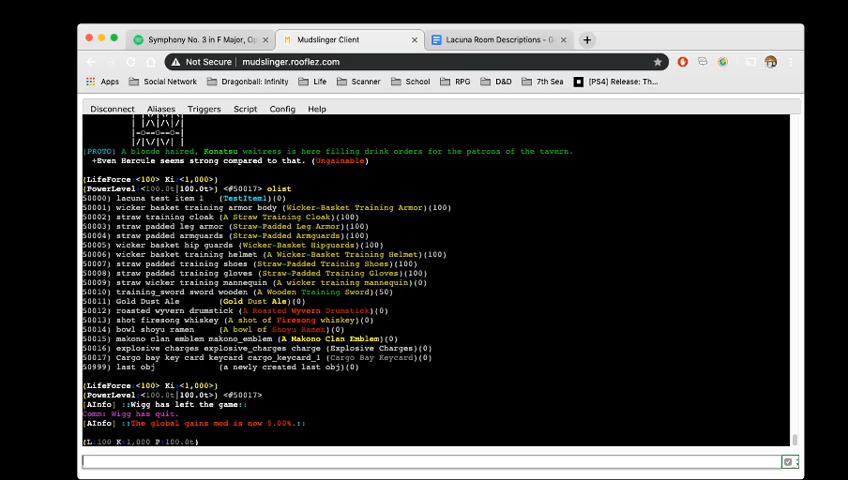 Symphony No. 3 in F Major, Op
Mudslinger Client
Lacuna Room Descriptions - G
Not Secure | mudslinger.rooflez.com
Apps Social Network Dragonball: Infinity Life Scanner School RPG D&D 7th Sea [PS4] Release: Th...
Disconnect Aliases Triggers Script Config Help
| |/\|/\| |
|-o==o==o-|
|/\|/\|/ |
[PROTO] A blonde haired, Konatsu waitress is here filling drink orders for the patrons of the tavern.
+Even Hercule seems strong compared to that. (Ungainable)
{LifeForce:<100> Ki:<1,000>}
{PowerLevel:<100.0t|100.0t> <#50017> olist
50000) lacuna test item 1 (TestItem1)(0)
50001) wicker basket training armor body (Wicker-Basket Training Armor)(100)
50002) straw training cloak (A Straw Training Cloak)(100)
50003) straw padded leg armor (Straw-Padded Leg Armor)(100)
50004) straw padded armguards (Straw-Padded Armguards)(100)
50005) wicker basket hip guards (Wicker-Basket Hipguards)(100)
50006) wicker basket training helmet (A Wicker-Basket Training Helmet)(100)
50007) straw padded training shoes (Straw-Padded Training Shoes)(100)
50008) straw padded training gloves (Straw-Padded Training Gloves)(100)
50009) straw wicker training mannequin (A wicker training mannequin)(0)
50010) training_sword sword wooden (A Wooden Training Sword)(50)
50011) Gold Dust Ale (Gold Dust Ale)(0)
50012) roasted wyvern drumstick (A Roasted Wyvern Drumstick)(0)
50013) shot firesong whiskey (A shot of Firesong whiskey)(0)
50014) bowl shoyu ramen (A bowl of Shoyu Ramen)(0)
50015) makono clan emblem makono_emblem (A Makono Clan Emblem)(0)
50016) explosive charges explosive_charges charge (Explosive Charges)(0)
50017) Cargo bay key card keycard cargo_keycard_1 (Cargo Bay Keycard)(0)
50999) last obj (a newly created last obj)(0)
{LifeForce:<100> Ki:<1,000>}
{PowerLevel:<100.0t|100.0t> <#50017>
[AInfo] ::Wigg has left the game::
Comm: Wigg has quit.
[AInfo] ::The global gains mod is now 5.00%.::
(L:100 K:1,000 P:100.0t)